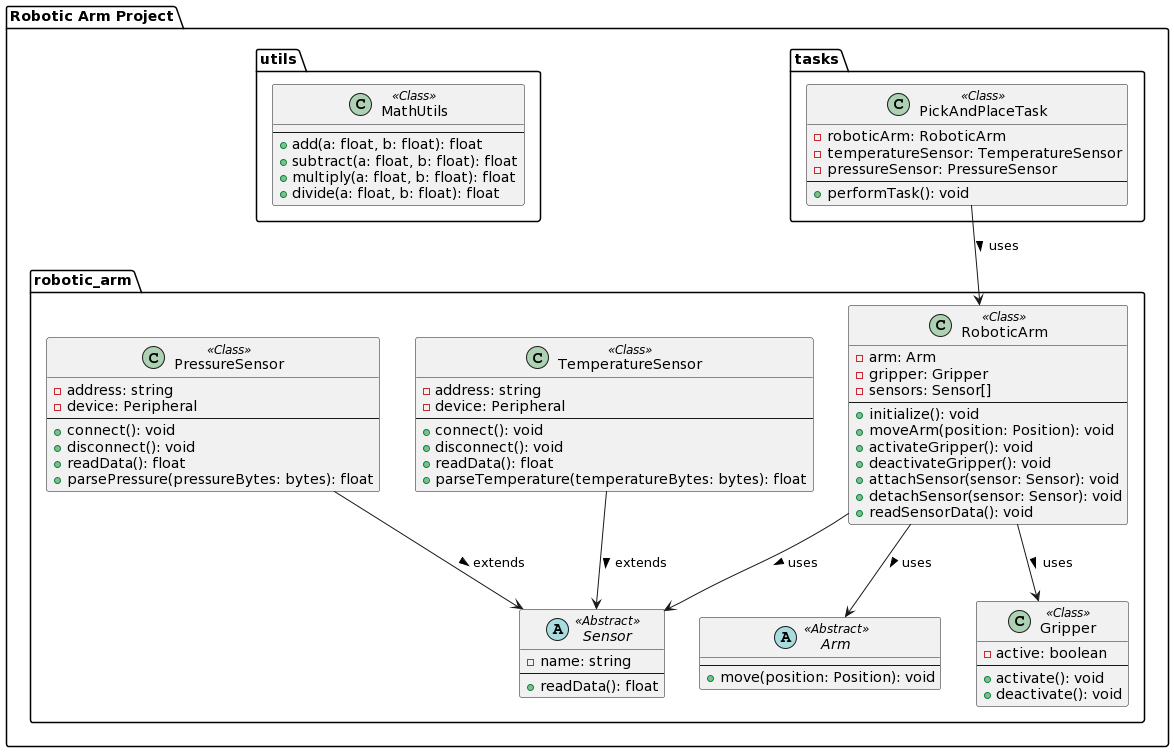 Robotic Arm Project
utils
C
«Class»
MathUtils
add(a: float, b: float): float
subtract(a: float, b: float): float
multiply(a: float, b: float): float
divide(a: float, b: float): float
tasks
C
«Class»
PickAndPlaceTask
roboticArm: RoboticArm
temperatureSensor: TemperatureSensor
pressureSensor: PressureSensor
performTask(): void
uses
robotic_arm
C
«Class»
PressureSensor
address: string
device: Peripheral
connect(): void
disconnect(): void
readData(): float
parsePressure(pressureBytes: bytes): float
C
«Class»
TemperatureSensor
address: string
device: Peripheral
connect(): void
disconnect(): void
readData(): float
parseTemperature(temperatureBytes: bytes): float
C
«Class»
RoboticArm
arm: Arm
gripper: Gripper
sensors: Sensor[]
initialize(): void
moveArm(position: Position): void
activateGripper(): void
deactivateGripper(): void
attachSensor(sensor: Sensor): void
detachSensor(sensor: Sensor): void
readSensorData(): void
extends
extends
uses
uses
uses
A
«Abstract»
Sensor
name: string
readData(): float
A
«Abstract»
Arm
move(position: Position): void
C
«Class»
Gripper
active: boolean
activate(): void
deactivate(): void